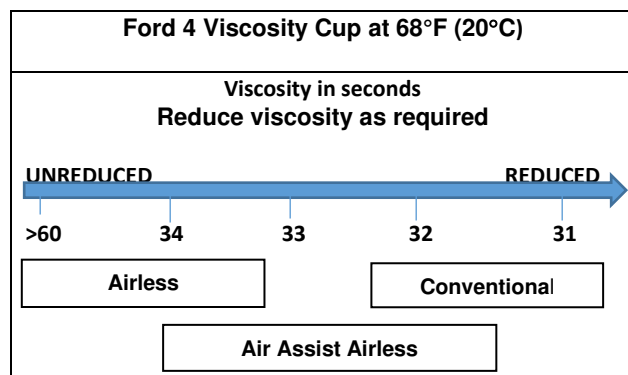 Ford 4 Viscosity Cup at 68°F (20°C)
Viscosity in seconds
Reduce viscosity as required
UNREDUCED REDUCED
>60 34 33 32 31
Airless Conventional
Air Assist Airless